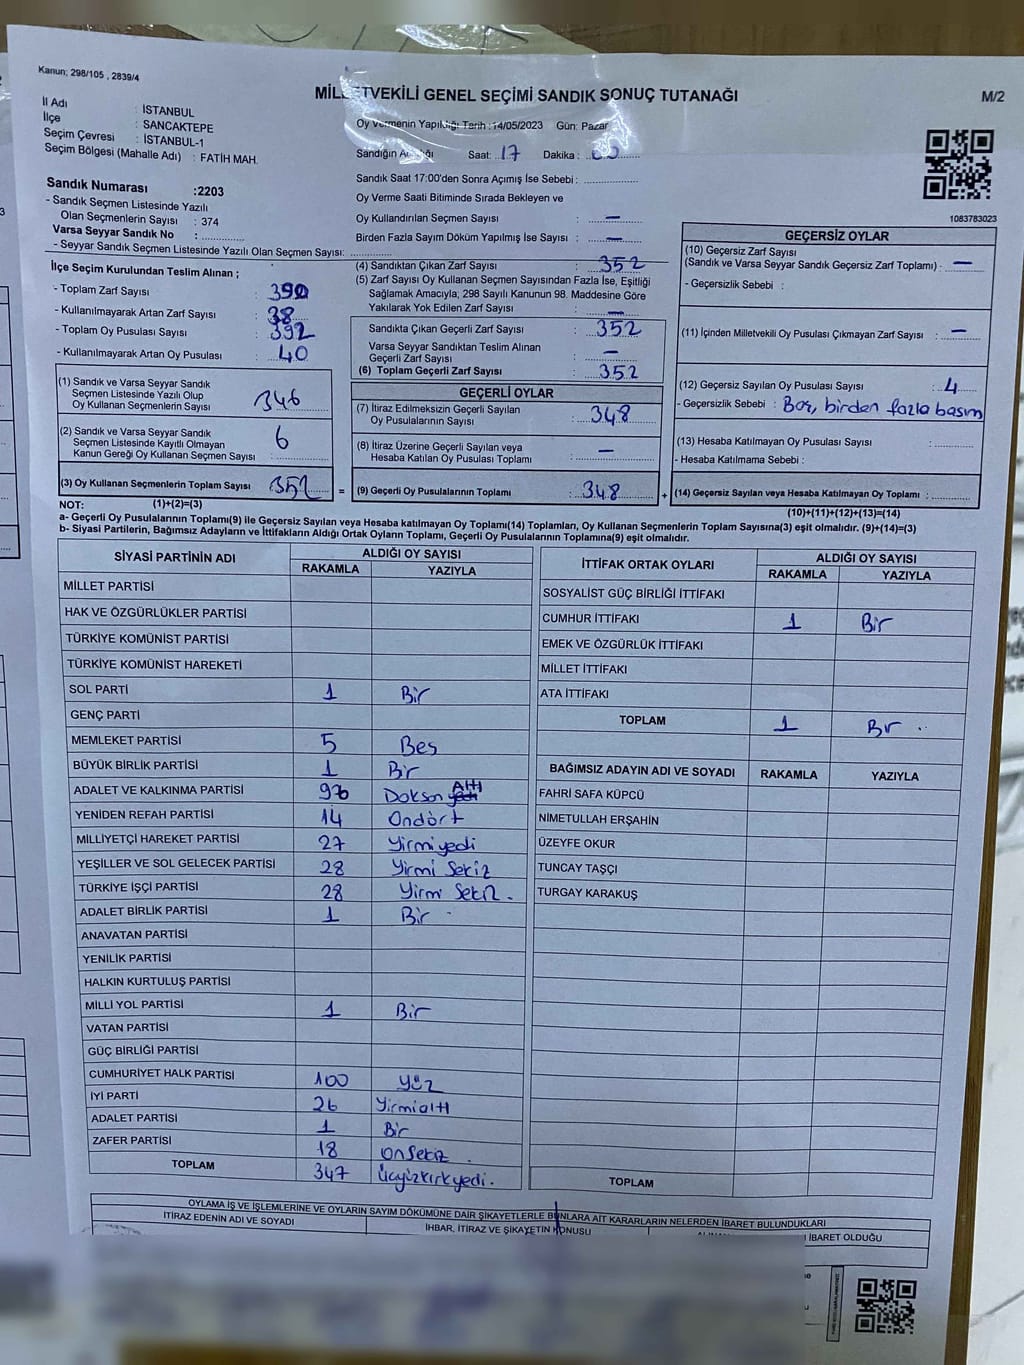 Kanun; 298/105 , 2839/4
MİLLETVEKİLİ GENEL SEÇİMİ SANDIK SONUÇ TUTANAĞI
M/2
İl Adı : İSTANBUL
İlçe : SANCAKTEPE
Seçim Çevresi : İSTANBUL-1
Seçim Bölgesi (Mahalle Adı) : FATİH MAH.
Oy Vermenin Yapıldığı Tarih :14/05/2023 Gün: Pazar
Sandığın Saat: 17 Dakika :
Sandık Saat 17:00'den Sonra Açımış İse Sebebi :
Oy Verme Saati Bitiminde Sırada Bekleyen ve
Oy Kullandırılan Seçmen Sayısı : —
Birden Fazla Sayım Döküm Yapılmış İse Sayısı : —
Sandık Numarası :2203
- Sandık Seçmen Listesinde Yazılı
Olan Seçmenlerin Sayısı : 374
Varsa Seyyar Sandık No :
- Seyyar Sandık Seçmen Listesinde Yazılı Olan Seçmen Sayısı:
1083783023
İlçe Seçim Kurulundan Teslim Alınan ;
- Toplam Zarf Sayısı : 390
- Kullanılmayarak Artan Zarf Sayısı : 38
- Toplam Oy Pusulası Sayısı : 392
- Kullanılmayarak Artan Oy Pusulası : 40
(1) Sandık ve Varsa Seyyar Sandık
Seçmen Listesinde Yazılı Olup
Oy Kullanan Seçmenlerin Sayısı : 346
(2) Sandık ve Varsa Seyyar Sandık
Seçmen Listesinde Kayıtlı Olmayan
Kanun Gereği Oy Kullanan Seçmen Sayısı : 6
(3) Oy Kullanan Seçmenlerin Toplam Sayısı : 352
(4) Sandıktan Çıkan Zarf Sayısı : 352
(5) Zarf Sayısı Oy Kullanan Seçmen Sayısından Fazla İse, Eşitliği
Sağlamak Amacıyla; 298 Sayılı Kanunun 98. Maddesine Göre
Yakılarak Yok Edilen Zarf Sayısı : —
Sandıkta Çıkan Geçerli Zarf Sayısı : 352
Varsa Seyyar Sandıktan Teslim Alınan
Geçerli Zarf Sayısı : —
(6) Toplam Geçerli Zarf Sayısı : 352
GEÇERLİ OYLAR
(7) İtiraz Edilmeksizin Geçerli Sayılan
Oy Pusulalarının Sayısı : 348
(8) İtiraz Üzerine Geçerli Sayılan veya
Hesaba Katılan Oy Pusulası Toplamı : —
= (9) Geçerli Oy Pusulalarının Toplamı : 348 +
GEÇERSİZ OYLAR
(10) Geçersiz Zarf Sayısı
(Sandık ve Varsa Seyyar Sandık Geçersiz Zarf Toplamı) : —
- Geçersizlik Sebebi :
(11) İçinden Milletvekili Oy Pusulası Çıkmayan Zarf Sayısı : —
(12) Geçersiz Sayılan Oy Pusulası Sayısı : 4
- Geçersizlik Sebebi : Boş, birden fazla basım
(13) Hesaba Katılmayan Oy Pusulası Sayısı :
- Hesaba Katılmama Sebebi :
(14) Geçersiz Sayılan veya Hesaba Katılmayan Oy Toplamı :
NOT: (1)+(2)=(3)
(10)+(11)+(12)+(13)=(14)
a- Geçerli Oy Pusulalarının Toplamı(9) ile Geçersiz Sayılan veya Hesaba katılmayan Oy Toplamı(14) Toplamları, Oy Kullanan Seçmenlerin Toplam Sayısına(3) eşit olmalıdır. (9)+(14)=(3)
b- Siyasi Partilerin, Bağımsız Adayların ve İttifakların Aldığı Ortak Oyların Toplamı, Geçerli Oy Pusulalarının Toplamına(9) eşit olmalıdır.
SİYASİ PARTİNİN ADI ALDIĞI OY SAYISI
RAKAMLA YAZIYLA
MİLLET PARTİSİ
HAK VE ÖZGÜRLÜKLER PARTİSİ
TÜRKİYE KOMÜNİST PARTİSİ
TÜRKİYE KOMÜNİST HAREKETİ
SOL PARTİ 1 Bir
GENÇ PARTİ
MEMLEKET PARTİSİ 5 Beş
BÜYÜK BİRLİK PARTİSİ 1 Bir
ADALET VE KALKINMA PARTİSİ 96 Doksan Altı
YENİDEN REFAH PARTİSİ 14 Ondört
MİLLİYETÇİ HAREKET PARTİSİ 27 Yirmiyedi
YEŞİLLER VE SOL GELECEK PARTİSİ 28 Yirmi Sekiz
TÜRKİYE İŞÇİ PARTİSİ 28 Yirmi Sekiz.
ADALET BİRLİK PARTİSİ 1 Bir
ANAVATAN PARTİSİ
YENİLİK PARTİSİ
HALKIN KURTULUŞ PARTİSİ
MİLLİ YOL PARTİSİ 1 Bir
VATAN PARTİSİ
GÜÇ BİRLİĞİ PARTİSİ
CUMHURİYET HALK PARTİSİ 100 Yüz
İYİ PARTİ 26 Yirmialtı
ADALET PARTİSİ 1 Bir
ZAFER PARTİSİ 18 Onsekiz
TOPLAM 347 Üçyüzkırkyedi.
İTTİFAK ORTAK OYLARI ALDIĞI OY SAYISI
RAKAMLA YAZIYLA
SOSYALİST GÜÇ BİRLİĞİ İTTİFAKI
CUMHUR İTTİFAKI 1 Bir
EMEK VE ÖZGÜRLÜK İTTİFAKI
MİLLET İTTİFAKI
ATA İTTİFAKI
TOPLAM 1 Bir
BAĞIMSIZ ADAYIN ADI VE SOYADI RAKAMLA YAZIYLA
FAHRİ SAFA KÜPCÜ
NİMETULLAH ERŞAHİN
ÜZEYFE OKUR
TUNCAY TAŞÇI
TURGAY KARAKUŞ
TOPLAM
OYLAMA İŞ VE İŞLEMLERİNE VE OYLARIN SAYIM DÖKÜMÜNE DAİR ŞİKAYETLERLE BUNLARA AİT KARARLARIN NELERDEN İBARET BULUNDUKLARI
İTİRAZ EDENİN ADI VE SOYADI
İHBAR, İTİRAZ VE ŞİKAYETİN KONUSU
İBARET OLDUĞU